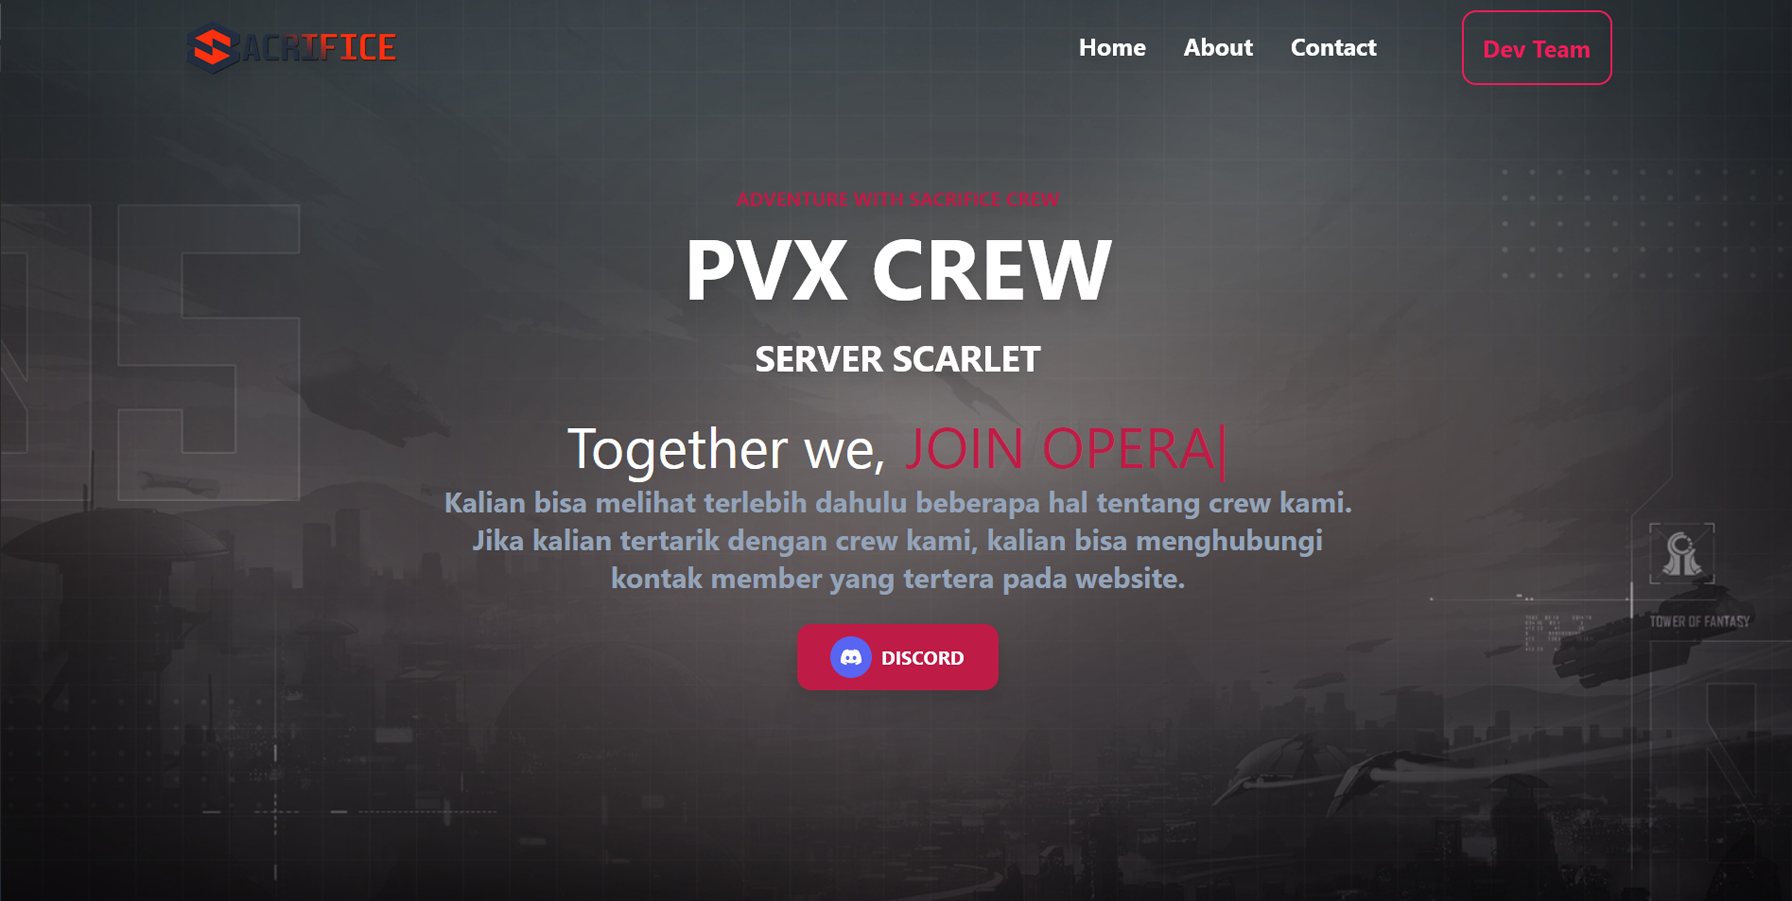 SACRIFICE
Home About Contact Dev Team
ADVENTURE WITH SACRIFICE CREW
PVX CREW
SERVER SCARLET
Together we, JOIN OPERA|
Kalian bisa melihat terlebih dahulu beberapa hal tentang crew kami.
Jika kalian tertarik dengan crew kami, kalian bisa menghubungi
kontak member yang tertera pada website.
TOWER OF FANTASY
DISCORD